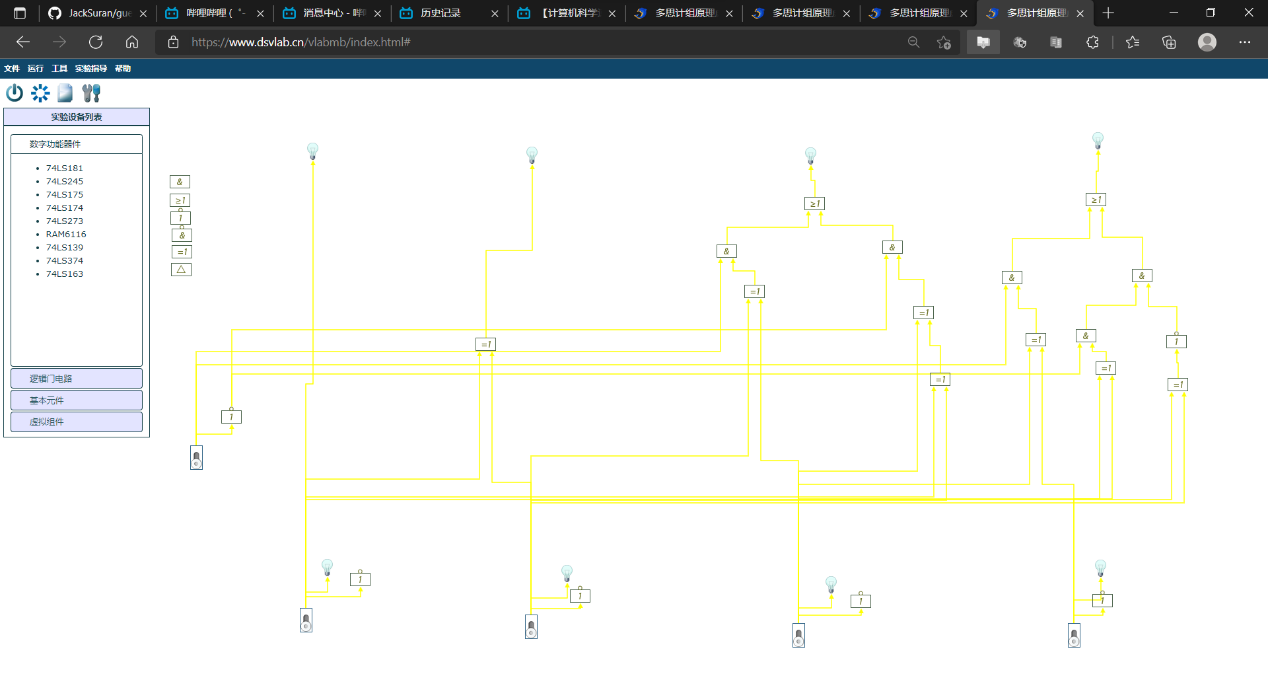 JackSuran/gue
哔哩哔哩 ( ゜-
消息中心 - 哔哩
历史记录
【计算机科学
多思计组原理
多思计组原理
多思计组原理
多思计组原理
https://www.dsvlab.cn/vlabmb/index.html#
文件 运行 工具 实验指导 帮助
实验设备列表
数字功能器件
74LS181
74LS245
74LS175
74LS174
74LS273
RAM6116
74LS139
74LS374
74LS163
逻辑门电路
基本元件
虚拟组件
&
≥1
1
&
=1
△
≥1
≥1
&
&
&
&
=1
=1
=1
=1
&
1
=1
=1
=1
1
1
1
1
1